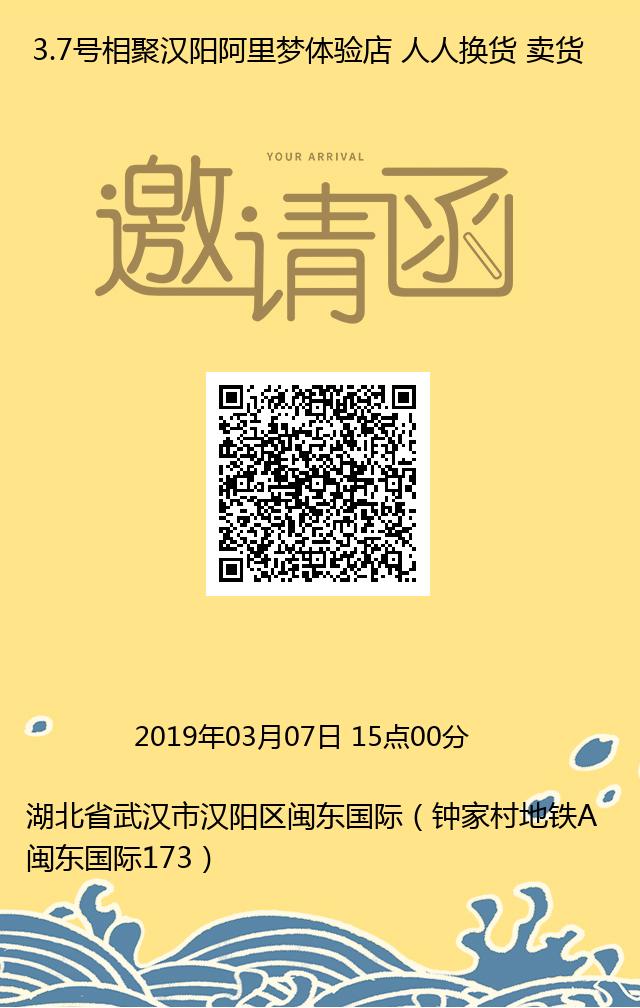 3.7号相聚汉阳阿里梦体验店 人人换货 卖货
YOUR ARRIVAL
邀请函
2019年03月07日 15点00分
湖北省武汉市汉阳区闽东国际（钟家村地铁A
闽东国际173）